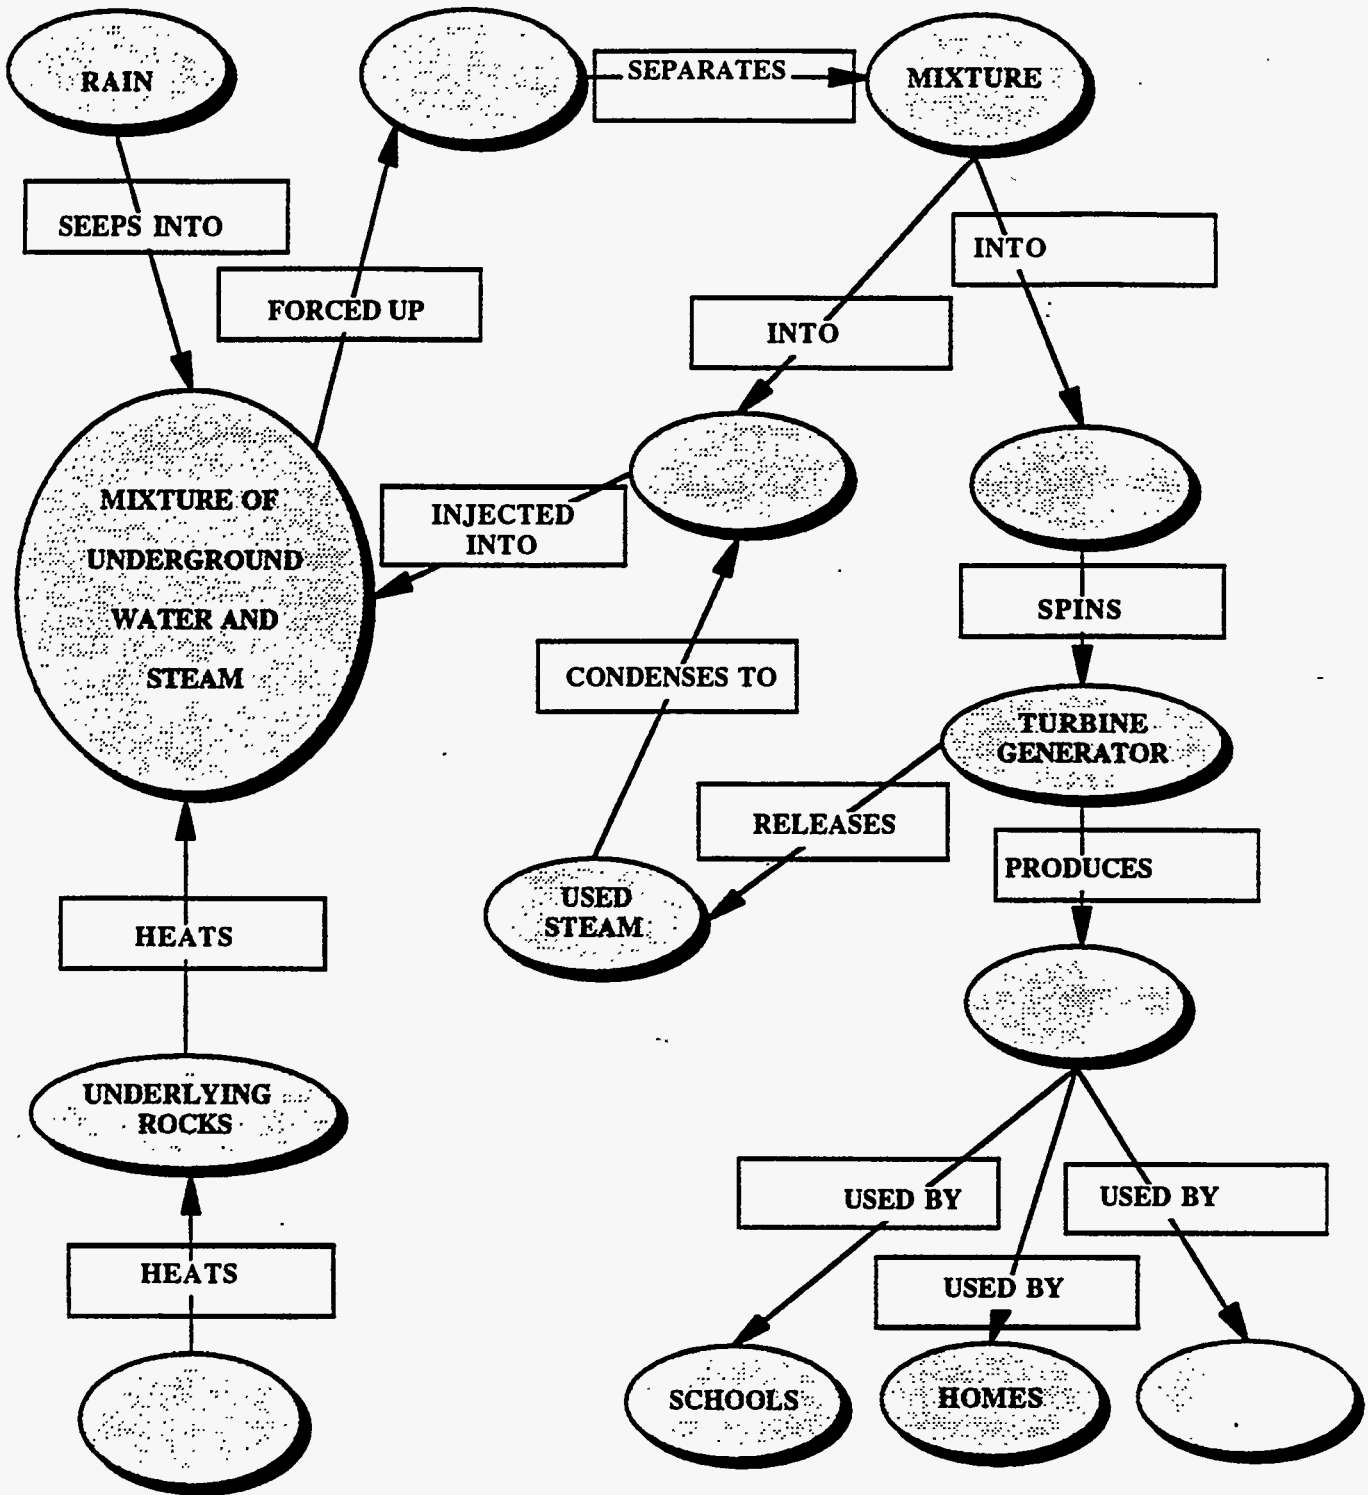 RAIN
SEPARATES
MIXTURE
SEEPS INTO
INTO
FORCED UP
INTO
MIXTURE OF
UNDERGROUND
WATER AND
STEAM
INJECTED
INTO
SPINS
CONDENSES TO
TURBINE
GENERATOR
RELEASES
PRODUCES
USED
STEAM
HEATS
UNDERLYING
ROCKS
USED BY
USED BY
HEATS
USED BY
SCHOOLS
HOMES